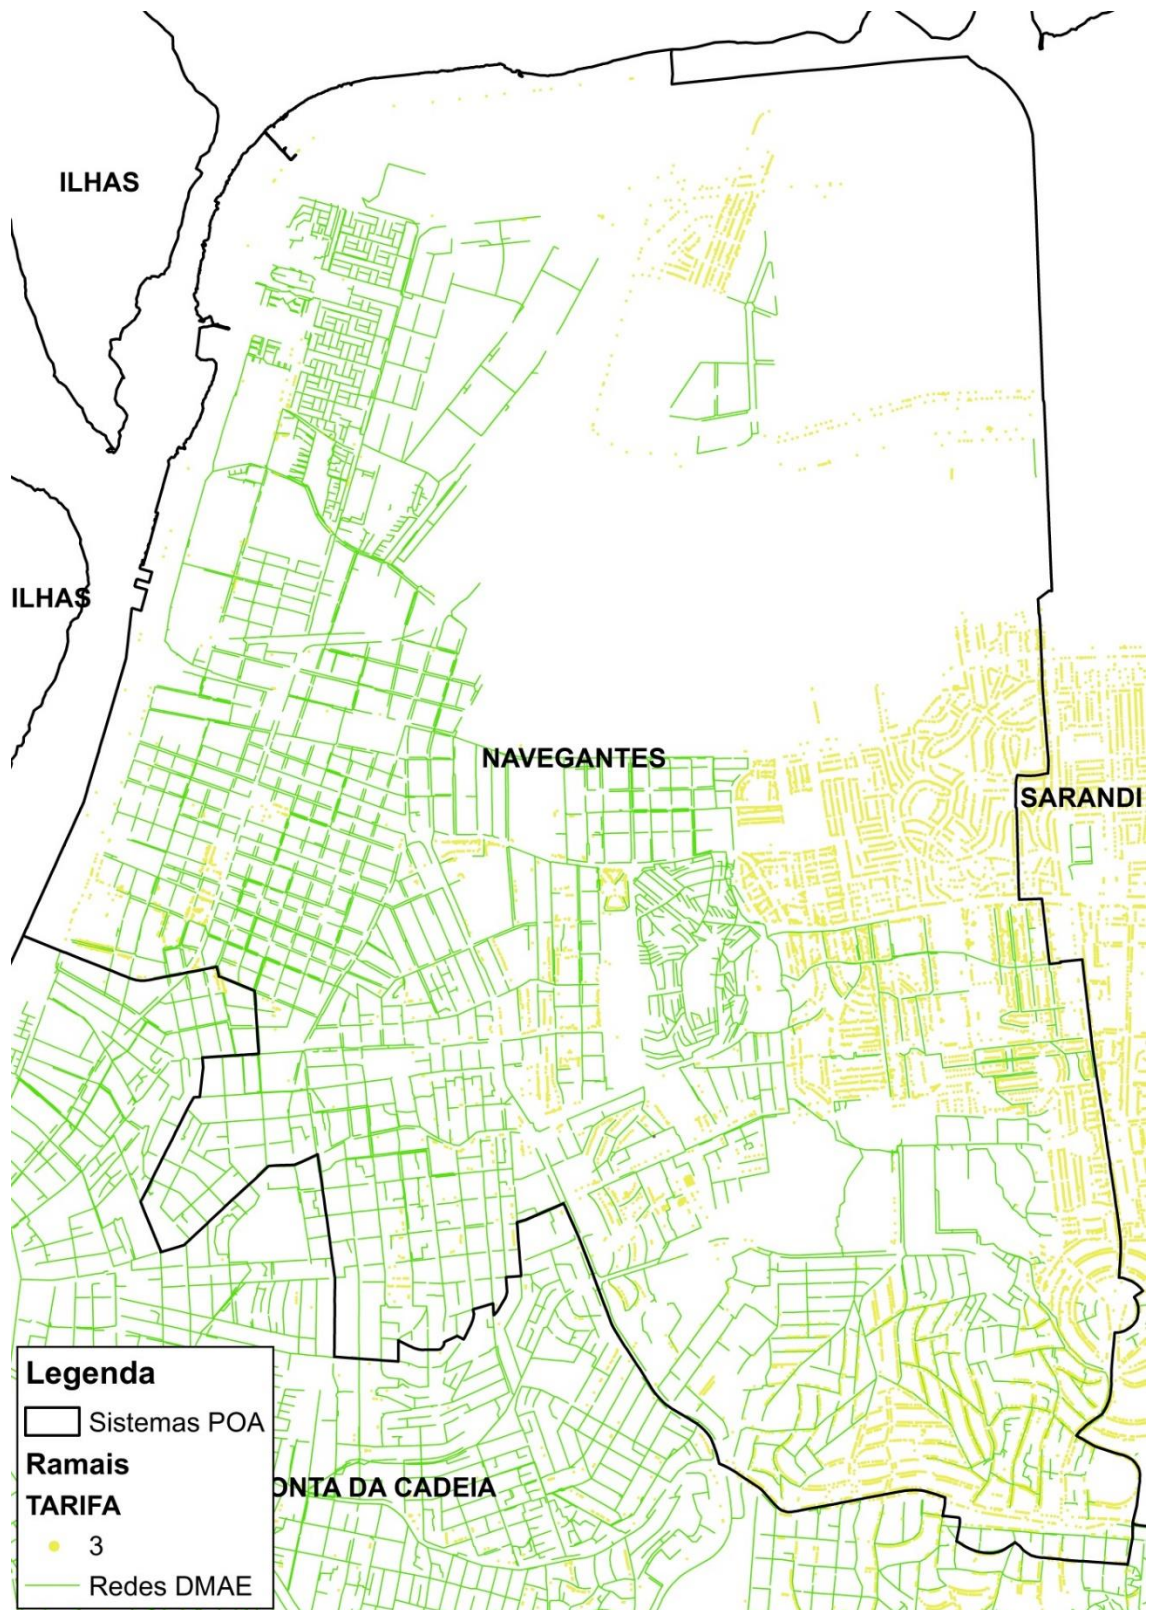 ILHAS
ILHAS
NAVEGANTES
SARANDI
Legenda
Sistemas POA
Ramais
TARIFA
3
Redes DMAE
ONTA DA CADEIA